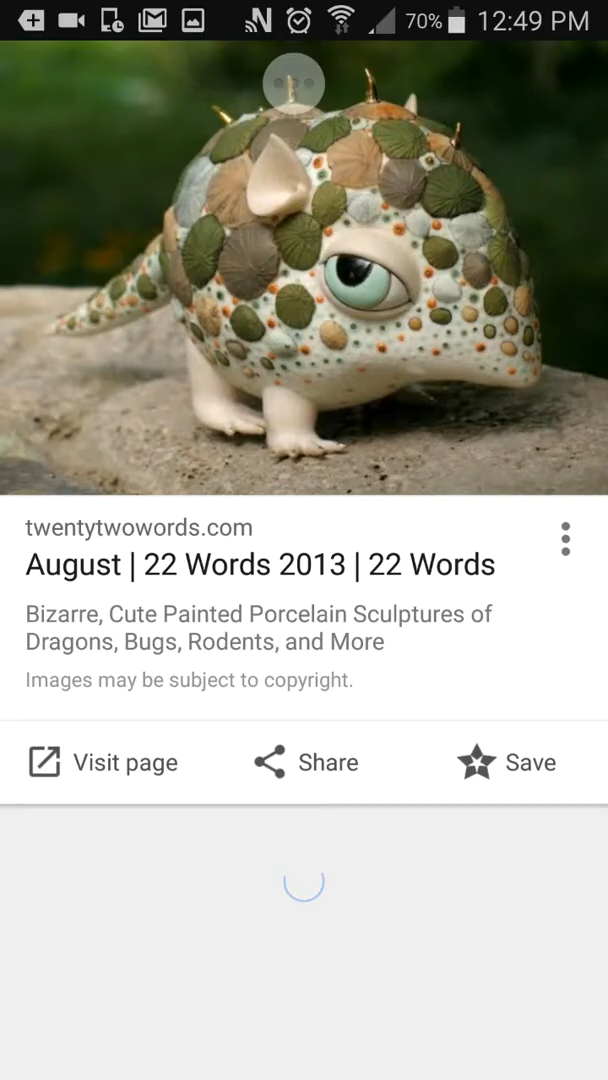 70% 12:49 PM
twentytwowords.com
August | 22 Words 2013 | 22 Words
Bizarre, Cute Painted Porcelain Sculptures of
Dragons, Bugs, Rodents, and More
Images may be subject to copyright.
Visit page Share Save